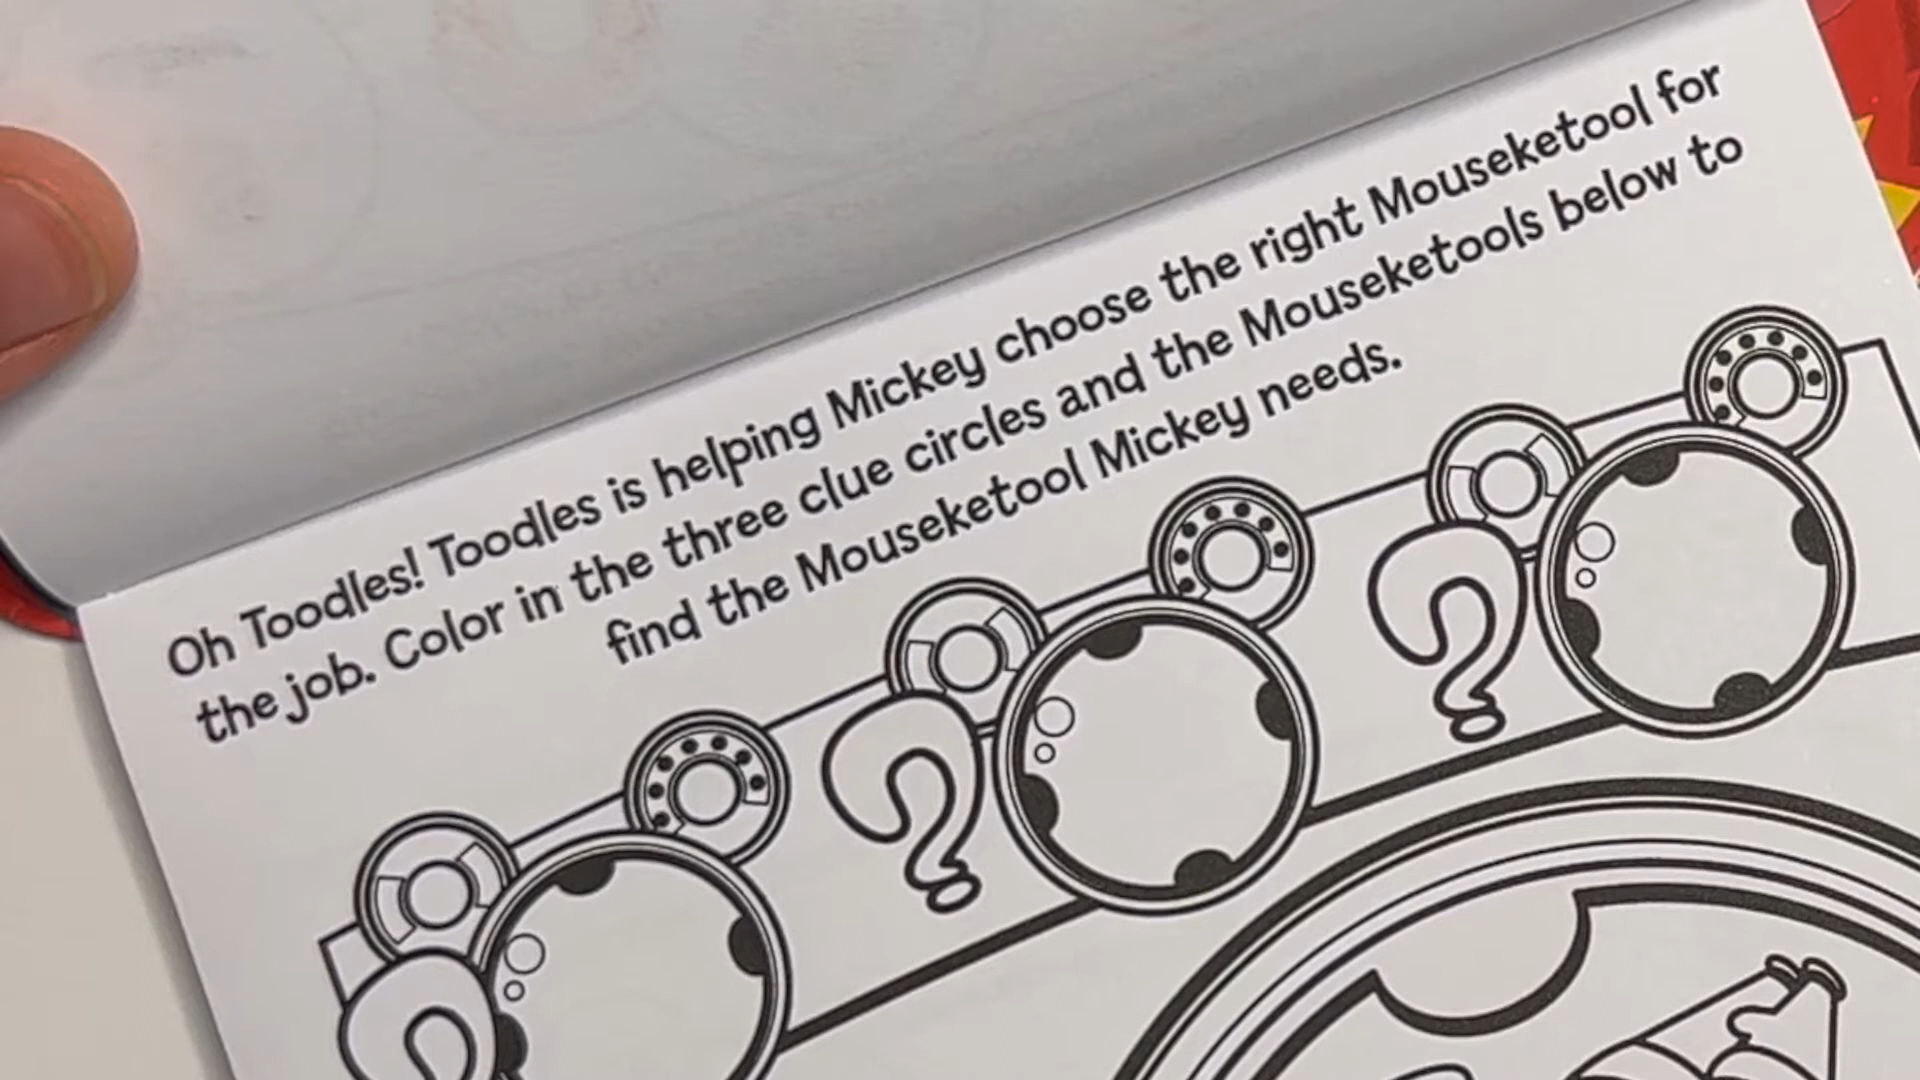 Oh Toodles! Toodles is helping Mickey choose the right Mouseketool for
the job. Color in the three clue circles and the Mouseketools below to
find the Mouseketool Mickey needs.
?
?
?